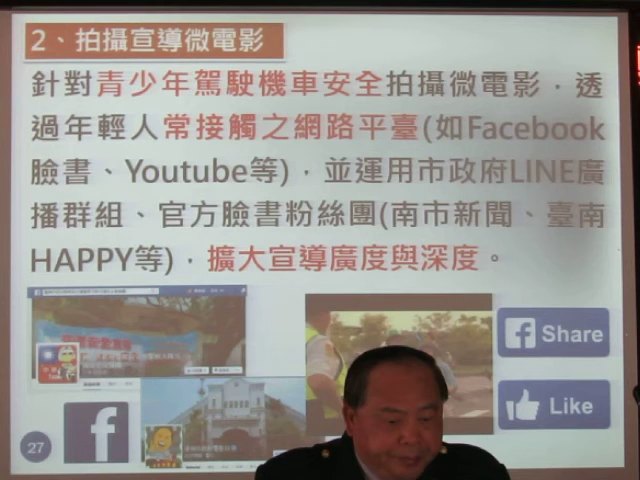 2、拍攝宣導微電影
針對青少年駕駛機車安全拍攝微電影，透
過年輕人常接觸之網路平臺(如Facebook
臉書、Youtube等)，並運用市政府LINE廣
播群組、官方臉書粉絲團(南市新聞、臺南
HAPPY等)，擴大宣導廣度與深度。
Share
Like
27